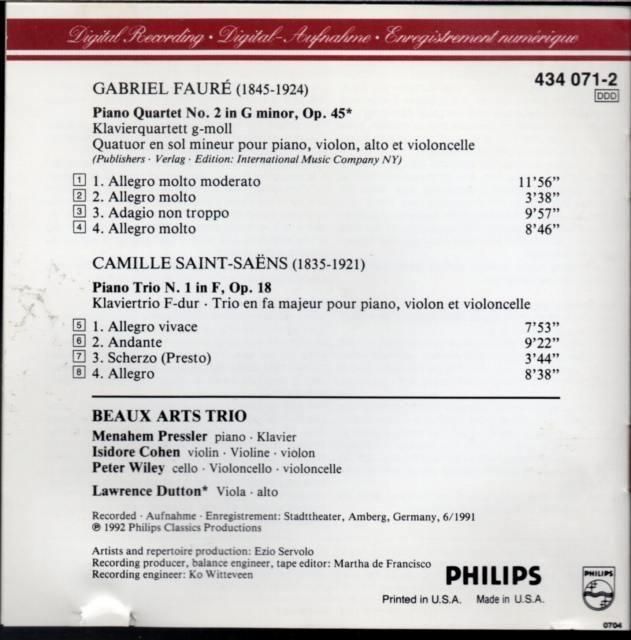 Digital Recording · Digital-Aufnahme · Enregistrement numérique
434 071-2
DDD
GABRIEL FAURÉ (1845-1924)
Piano Quartet No. 2 in G minor, Op. 45*
Klavierquartett g-moll
Quatuor en sol mineur pour piano, violon, alto et violoncelle
(Publishers · Verlag · Edition: International Music Company NY)
1 1. Allegro molto moderato 11'56”
2 2. Allegro molto 3'38”
3 3. Adagio non troppo 9'57”
4 4. Allegro molto 8'46”
CAMILLE SAINT-SAËNS (1835-1921)
Piano Trio N. 1 in F, Op. 18
Klaviertrio F-dur · Trio en fa majeur pour piano, violon et violoncelle
5 1. Allegro vivace 7'53”
6 2. Andante 9'22”
7 3. Scherzo (Presto) 3'44”
8 4. Allegro 8'38”
BEAUX ARTS TRIO
Menahem Pressler piano · Klavier
Isidore Cohen violin · Violine · violon
Peter Wiley cello · Violoncello · violoncelle
Lawrence Dutton* Viola · alto
Recorded · Aufnahme · Enregistrement: Stadttheater, Amberg, Germany, 6/1991
℗ 1992 Philips Classics Productions
Artists and repertoire production: Ezio Servolo
Recording producer, balance engineer, tape editor: Martha de Francisco
Recording engineer: Ko Witteveen
PHILIPS
PHILIPS
Printed in U.S.A. Made in U.S.A.
0704